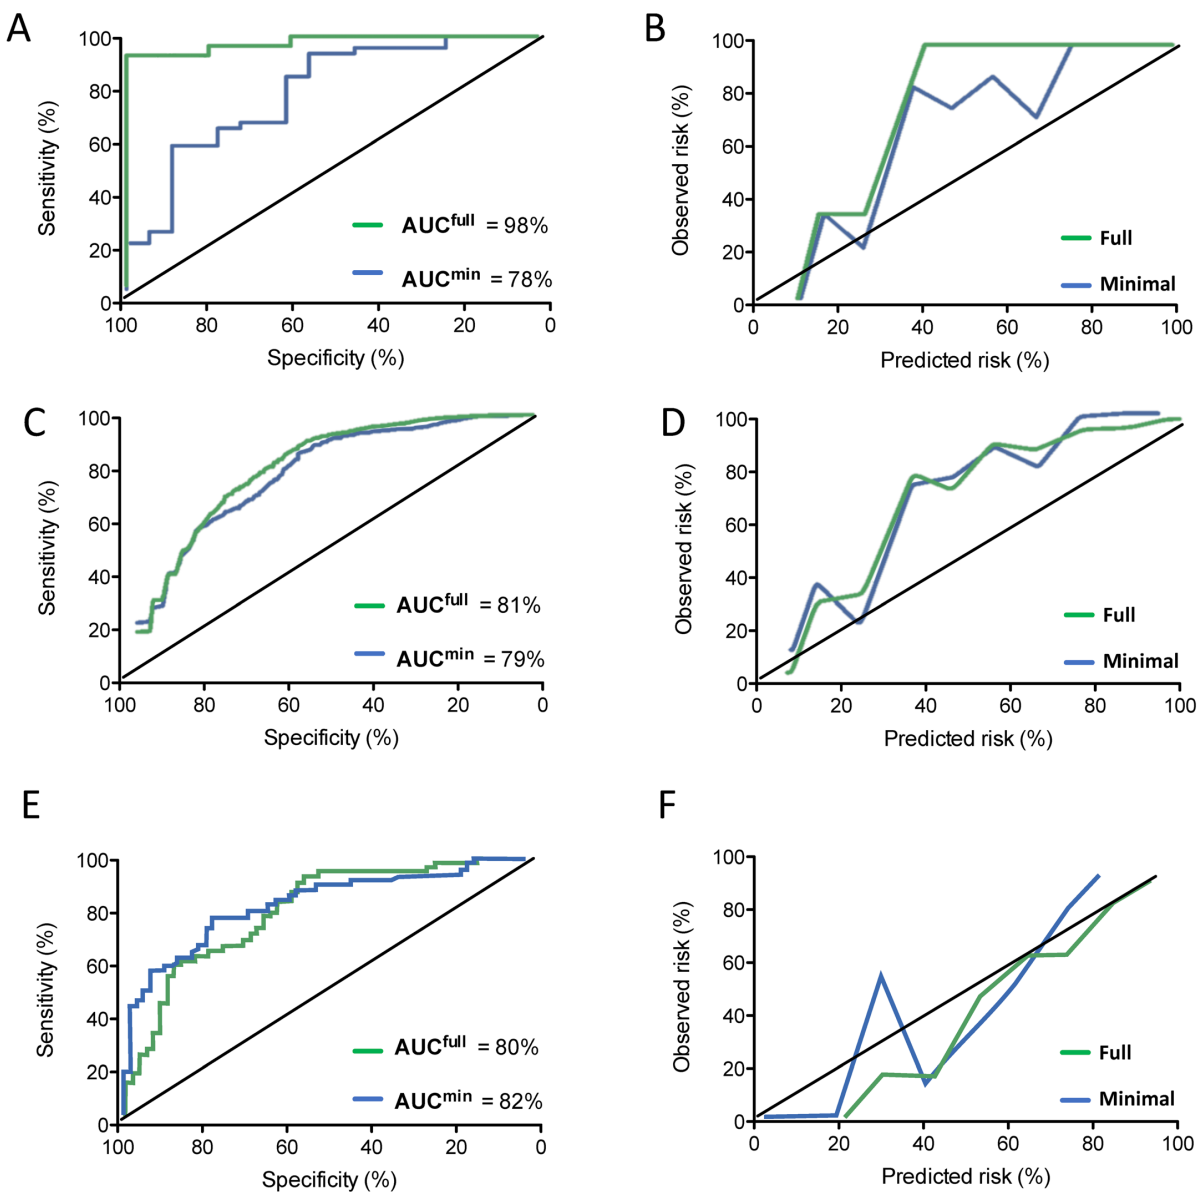 A
100
80
60
40
20
0
Sensitivity (%)
100 80 60 40 20 0
Specificity (%)
AUCfull = 98%
AUCmin = 78%
B
100
80
60
40
20
0
Observed risk (%)
0 20 40 60 80 100
Predicted risk (%)
Full
Minimal
C
100
80
60
40
20
0
Sensitivity (%)
100 80 60 40 20 0
Specificity (%)
AUCfull = 81%
AUCmin = 79%
D
100
80
60
40
20
0
Observed risk (%)
0 20 40 60 80 100
Predicted risk (%)
Full
Minimal
E
100
80
60
40
20
0
Sensitivity (%)
100 80 60 40 20 0
Specificity (%)
AUCfull = 80%
AUCmin = 82%
F
100
80
60
40
20
0
Observed risk (%)
0 20 40 60 80 100
Predicted risk (%)
Full
Minimal